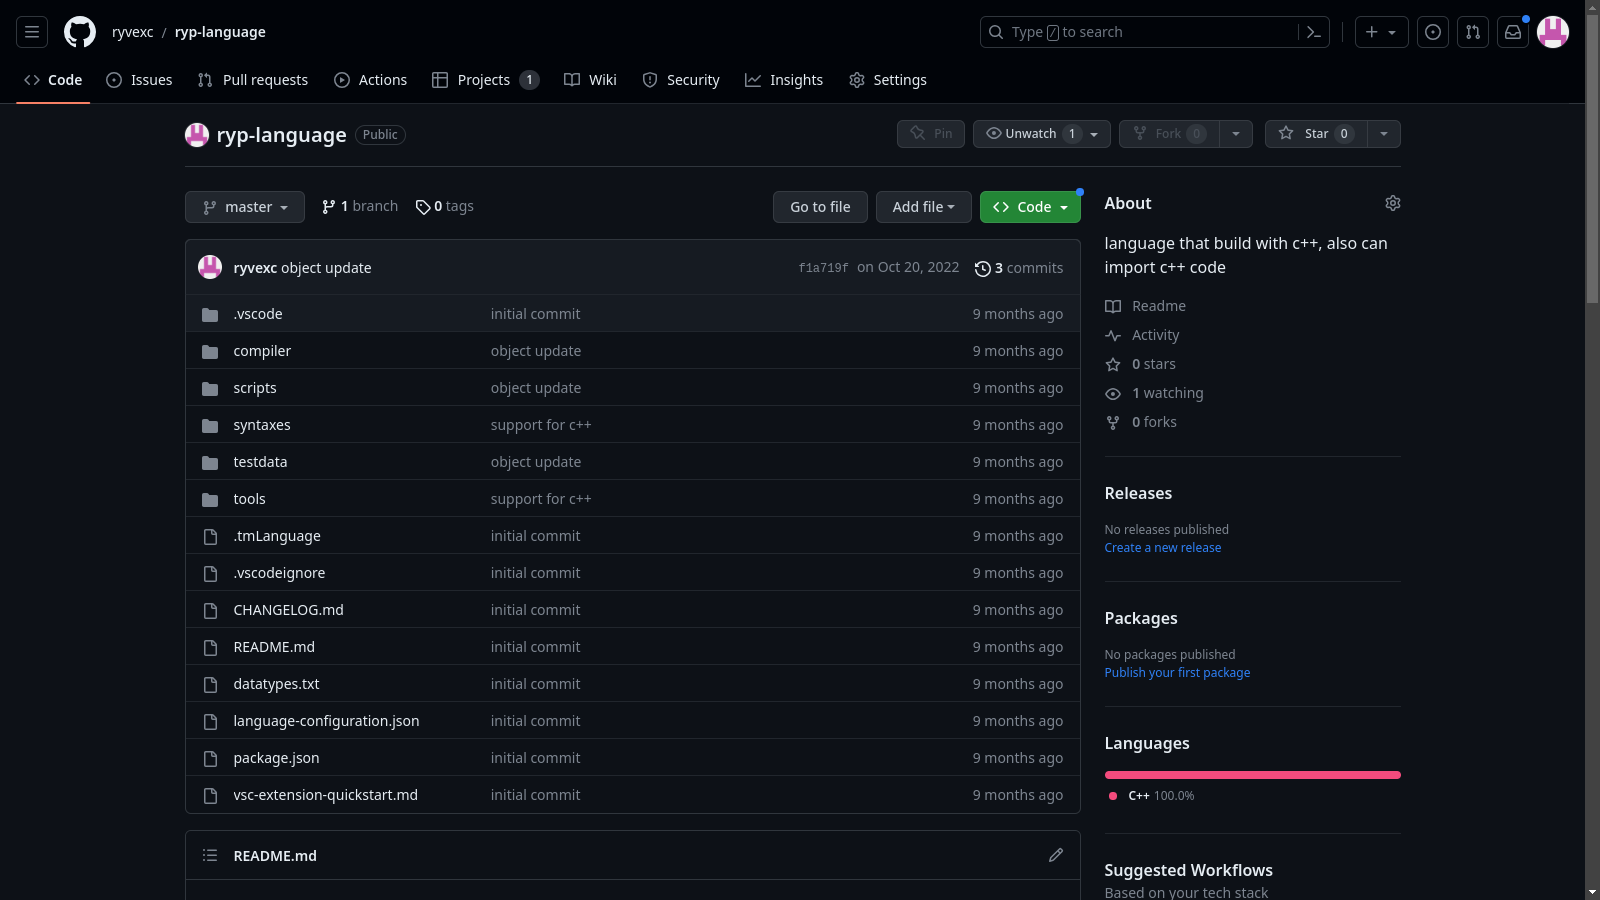 ryvexc / ryp-language
Type / to search
Code
Issues
Pull requests
Actions
Projects 1
Wiki
Security
Insights
Settings
ryp-language Public
Pin
Unwatch 1
Fork 0
Star 0
master
1 branch
0 tags
Go to file
Add file
Code
ryvexc object update f1a719f on Oct 20, 2022 3 commits
.vscode initial commit 9 months ago
compiler object update 9 months ago
scripts object update 9 months ago
syntaxes support for c++ 9 months ago
testdata object update 9 months ago
tools support for c++ 9 months ago
.tmLanguage initial commit 9 months ago
.vscodeignore initial commit 9 months ago
CHANGELOG.md initial commit 9 months ago
README.md initial commit 9 months ago
datatypes.txt initial commit 9 months ago
language-configuration.json initial commit 9 months ago
package.json initial commit 9 months ago
vsc-extension-quickstart.md initial commit 9 months ago
README.md
About
language that build with c++, also can
import c++ code
Readme
Activity
0 stars
1 watching
0 forks
Releases
No releases published
Create a new release
Packages
No packages published
Publish your first package
Languages
C++ 100.0%
Suggested Workflows
Based on your tech stack